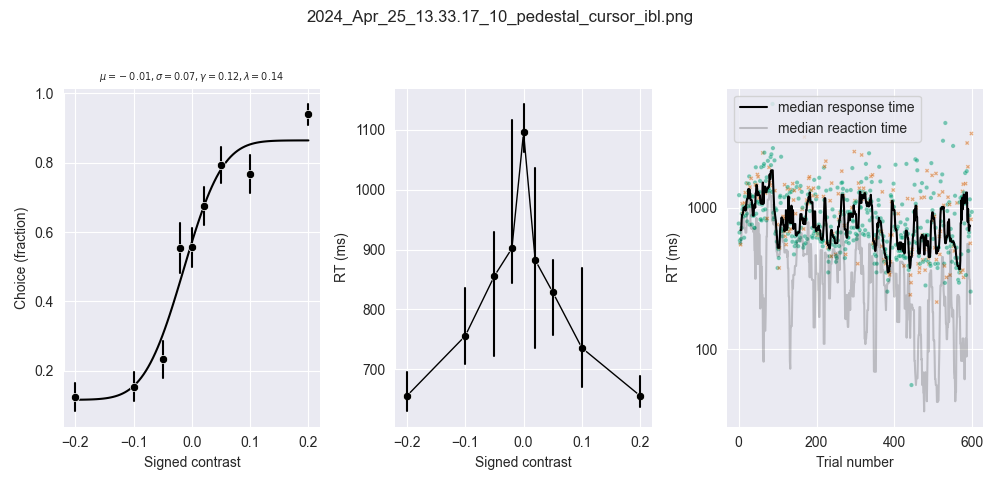 2024_Apr_25_13.33.17_10_pedestal_cursor_ibl.png
μ = − 0.01, σ = 0.07, γ = 0.12, λ = 0.14
Choice (fraction)
1.0
0.8
0.6
0.4
0.2
−0.2 −0.1 0.0 0.1 0.2
Signed contrast
RT (ms)
1100
1000
900
800
700
−0.2 −0.1 0.0 0.1 0.2
Signed contrast
RT (ms)
median response time
median reaction time
1000
100
0 200 400 600
Trial number